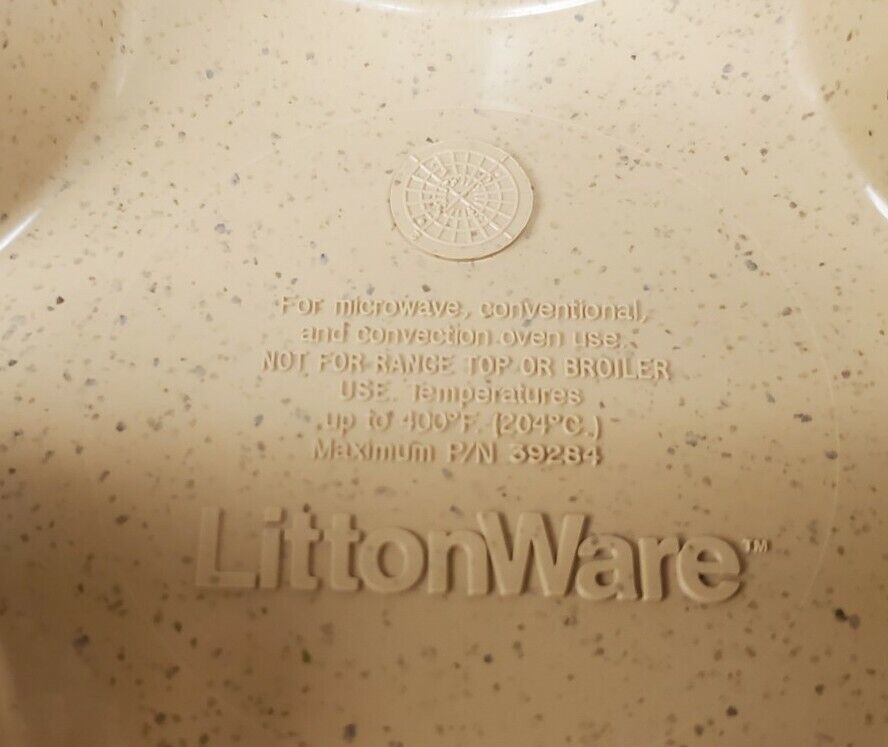 For microwave, conventional,
and convection oven use.
NOT FOR RANGE TOP OR BROILER
USE. Temperatures
up to 400°F. (204°C.)
Maximum P/N 39284
LittonWare™